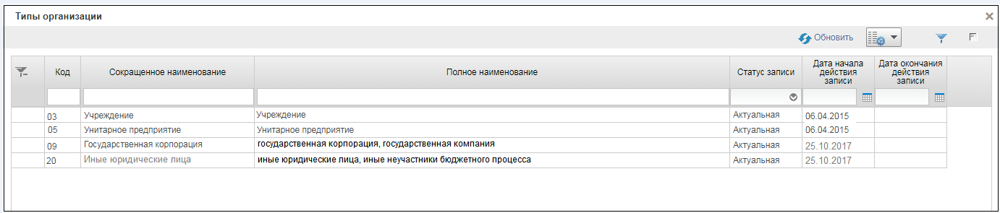 Типы организации
Обновить
Код Сокращенное наименование Полное наименование Статус записи Дата начала действия записи Дата окончания действия записи
03 Учреждение Учреждение Актуальная 06.04.2015
05 Унитарное предприятие Унитарное предприятие Актуальная 06.04.2015
09 Государственная корпорация государственная корпорация, государственная компания Актуальная 25.10.2017
20 Иные юридические лица иные юридические лица, иные неучастники бюджетного процесса Актуальная 25.10.2017